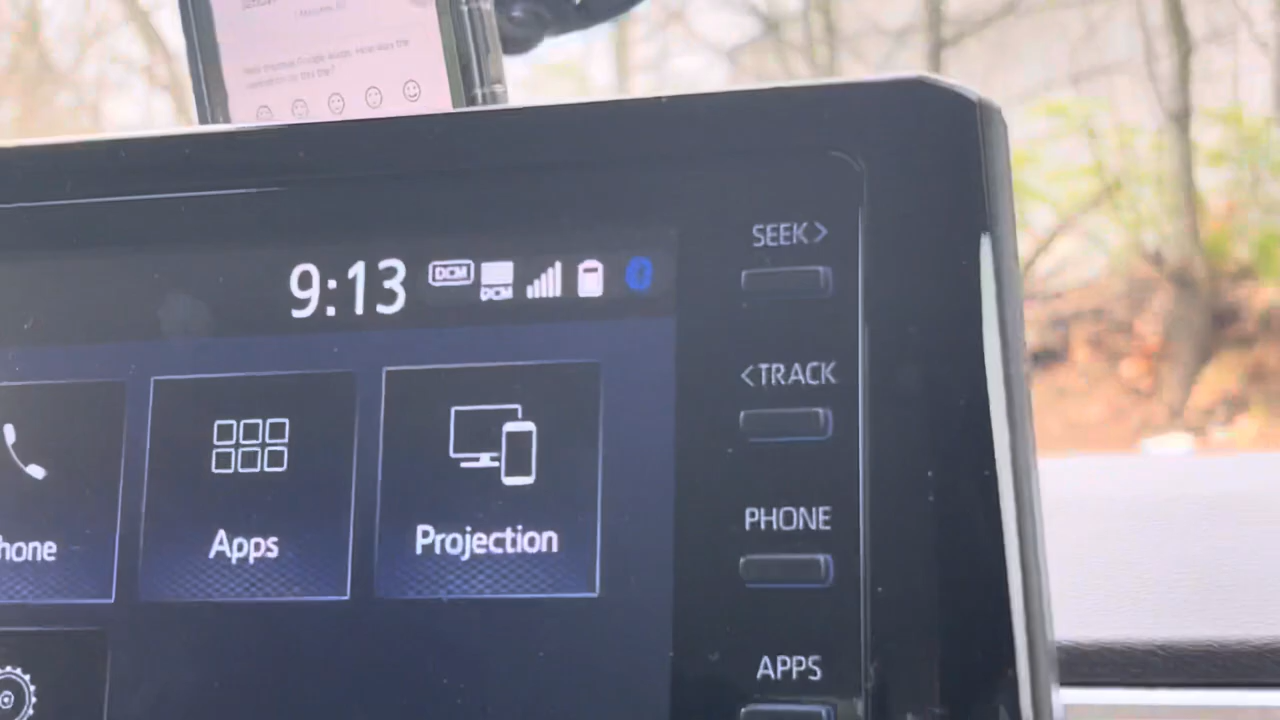 SEEK>
9:13
DCM
DCM
<TRACK
hone
Apps
Projection
PHONE
APPS